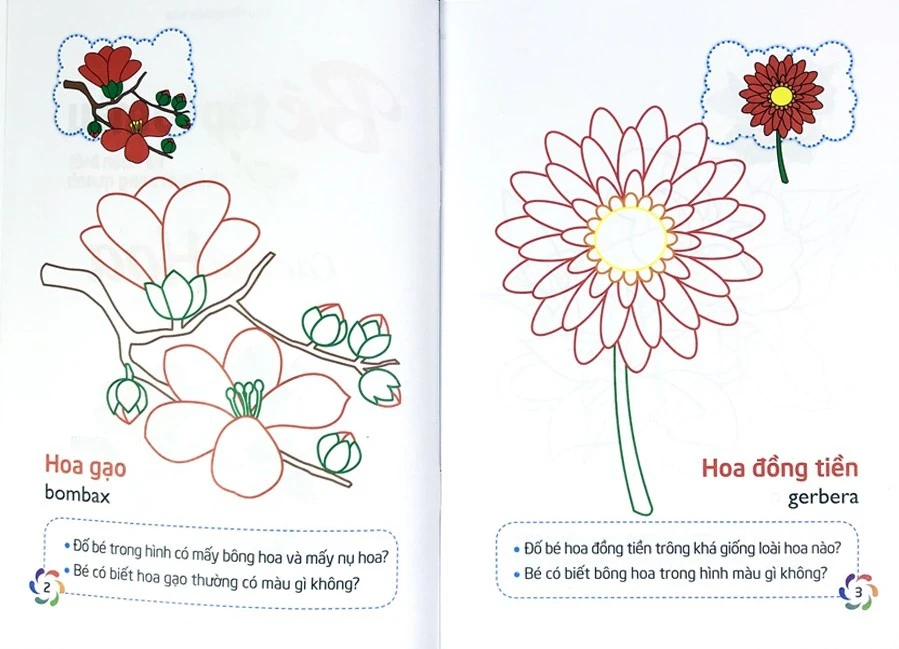 Hoa gạo
bombax
• Đố bé trong hình có mấy bông hoa và mấy nụ hoa?
• Bé có biết hoa gạo thường có màu gì không?
2
Hoa đồng tiền
gerbera
• Đố bé hoa đồng tiền trông khá giống loài hoa nào?
• Bé có biết bông hoa trong hình màu gì không?
3